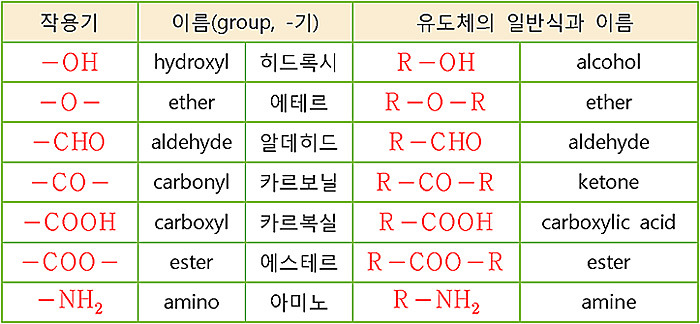 작용기 이름(group, -기) 유도체의 일반식과 이름
－OH hydroxyl 히드록시 R－OH alcohol
－O－ ether 에테르 R－O－R ether
－CHO aldehyde 알데히드 R－CHO aldehyde
－CO－ carbonyl 카르보닐 R－CO－R ketone
－COOH carboxyl 카르복실 R－COOH carboxylic acid
－COO－ ester 에스테르 R－COO－R ester
－NH₂ amino 아미노 R－NH₂ amine